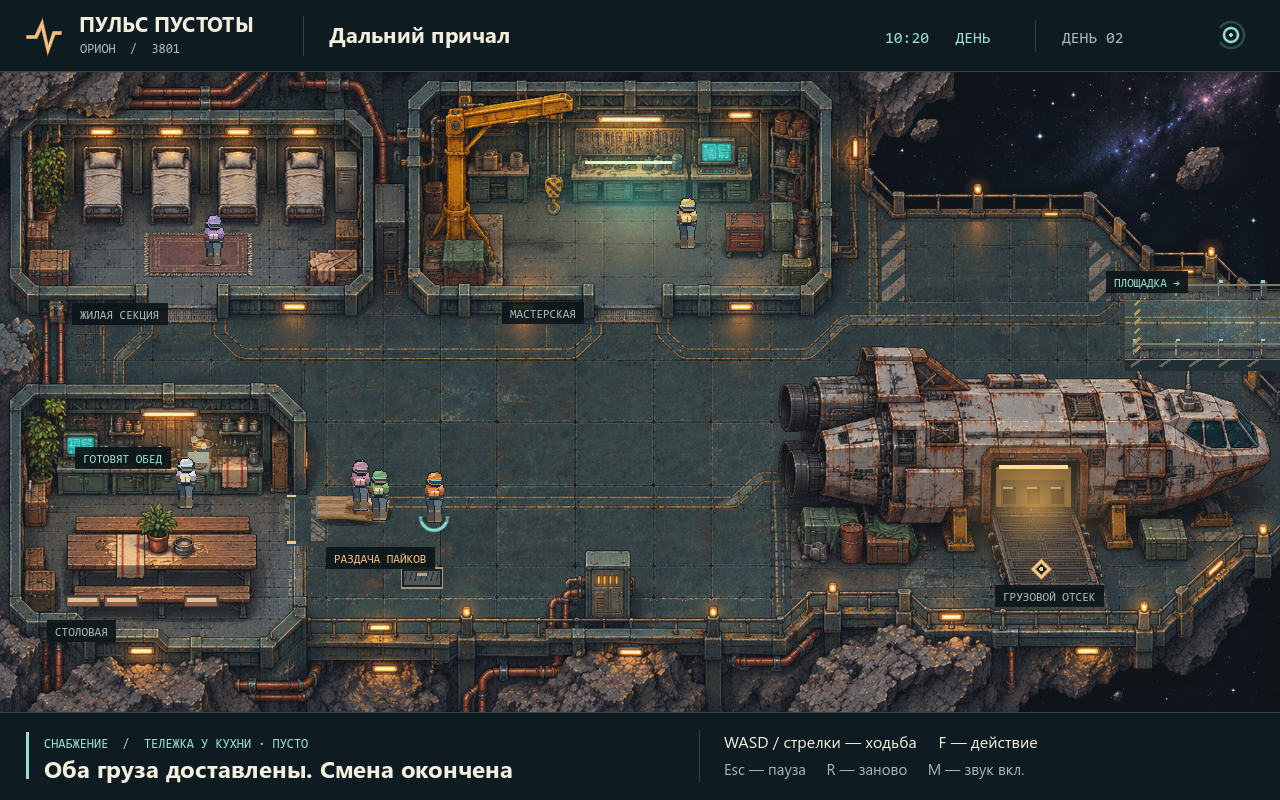 ПУЛЬС ПУСТОТЫ
ОРИОН / 3801
Дальний причал
10:20 ДЕНЬ
ДЕНЬ 02
ПЛОЩАДКА →
ЖИЛАЯ СЕКЦИЯ
МАСТЕРСКАЯ
ГОТОВЯТ ОБЕД
РАЗДАЧА ПАЙКОВ
ГРУЗОВОЙ ОТСЕК
СТОЛОВАЯ
СНАБЖЕНИЕ / ТЕЛЕЖКА У КУХНИ · ПУСТО
Оба груза доставлены. Смена окончена
WASD / стрелки — ходьба F — действие
Esc — пауза R — заново M — звук вкл.